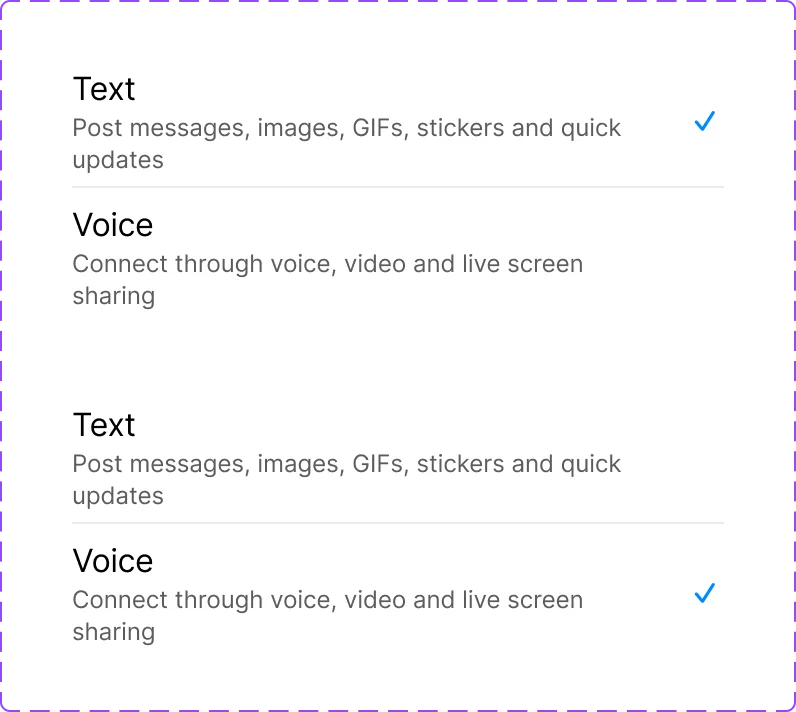 Text
Post messages, images, GIFs, stickers and quick
updates
Voice
Connect through voice, video and live screen
sharing
Text
Post messages, images, GIFs, stickers and quick
updates
Voice
Connect through voice, video and live screen
sharing